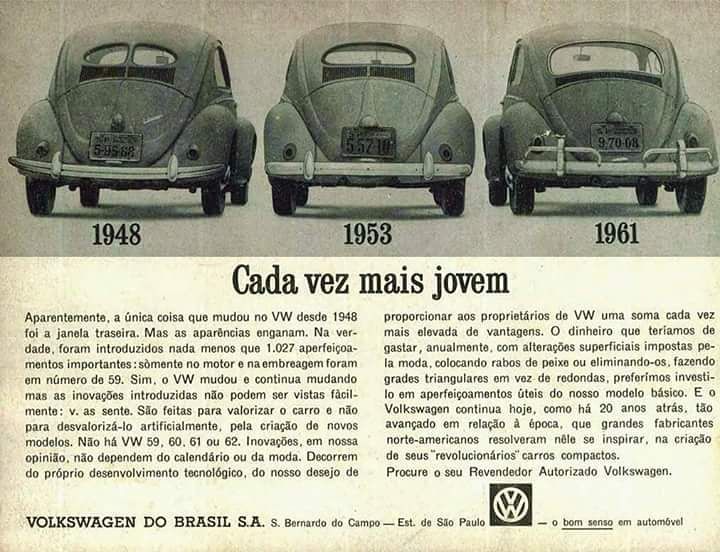 5-95-68
5 57-10
9-70-08
1948
1953
1961
Cada vez mais jovem
Aparentemente, a única coisa que mudou no VW desde 1948
foi a janela traseira. Mas as aparências enganam. Na ver-
dade, foram introduzidos nada menos que 1.027 aperfeiçoa-
mentos importantes: sòmente no motor e na embreagem foram
em número de 59. Sim, o VW mudou e continua mudando
mas as inovações introduzidas não podem ser vistas fàcil-
mente: v. as sente. São feitas para valorizar o carro e não
para desvalorizá-lo artificialmente, pela criação de novos
modelos. Não há VW 59, 60, 61 ou 62. Inovações, em nossa
opinião, não dependem do calendário ou da moda. Decorrem
do próprio desenvolvimento tecnológico, do nosso desejo de
proporcionar aos proprietários de VW uma soma cada vez
mais elevada de vantagens. O dinheiro que teríamos de
gastar, anualmente, com alterações superficiais impostas pe-
la moda, colocando rabos de peixe ou eliminando-os, fazendo
grades triangulares em vez de redondas, preferimos investi-
lo em aperfeiçoamentos úteis do nosso modelo básico. E o
Volkswagen continua hoje, como há 20 anos atrás, tão
avançado em relação à época, que grandes fabricantes
norte-americanos resolveram nêle se inspirar, na criação
de seus "revolucionários" carros compactos.
Procure o seu Revendedor Autorizado Volkswagen.
VOLKSWAGEN DO BRASIL S.A. S. Bernardo do Campo — Est. de São Paulo VW — o bom senso em automóvel